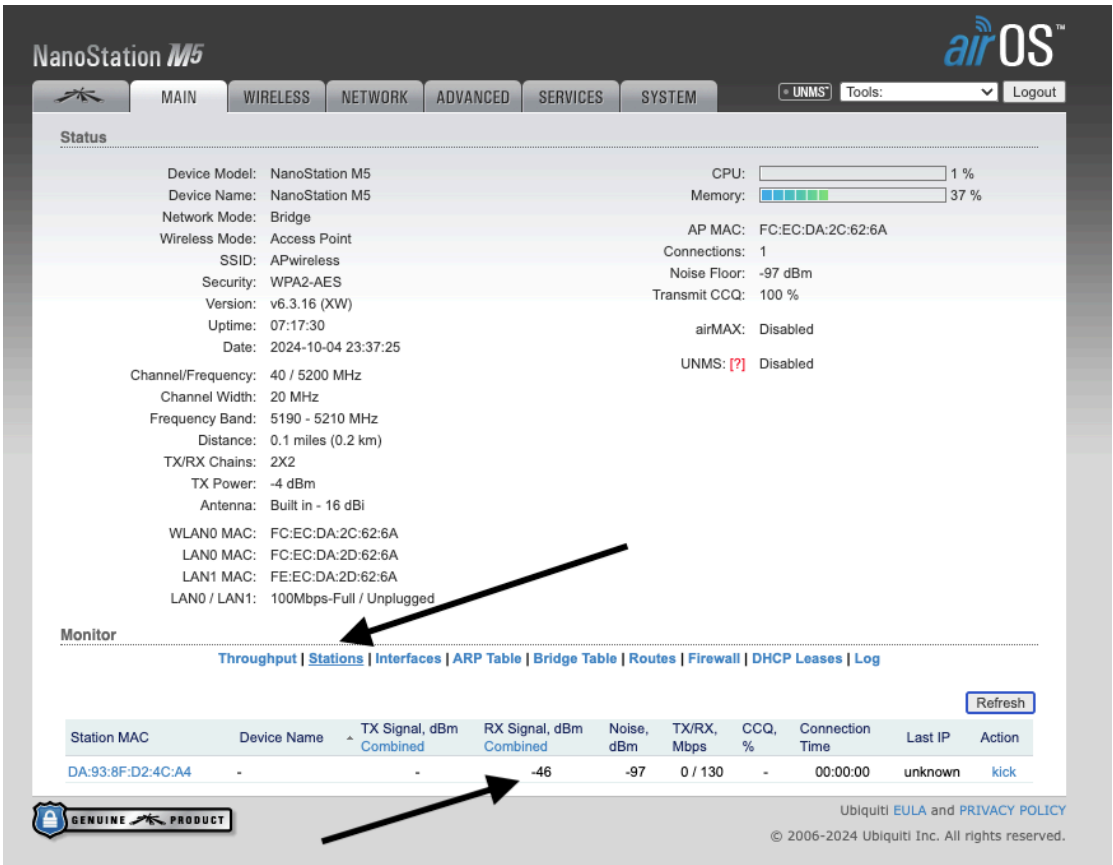 NanoStation M5
airOS™
MAIN WIRELESS NETWORK ADVANCED SERVICES SYSTEM UNMS™ Tools: Logout
Status
Device Model: NanoStation M5
Device Name: NanoStation M5
Network Mode: Bridge
Wireless Mode: Access Point
SSID: APwireless
Security: WPA2-AES
Version: v6.3.16 (XW)
Uptime: 07:17:30
Date: 2024-10-04 23:37:25
Channel/Frequency: 40 / 5200 MHz
Channel Width: 20 MHz
Frequency Band: 5190 - 5210 MHz
Distance: 0.1 miles (0.2 km)
TX/RX Chains: 2X2
TX Power: -4 dBm
Antenna: Built in - 16 dBi
WLAN0 MAC: FC:EC:DA:2C:62:6A
LAN0 MAC: FC:EC:DA:2D:62:6A
LAN1 MAC: FE:EC:DA:2D:62:6A
LAN0 / LAN1: 100Mbps-Full / Unplugged
CPU: 1 %
Memory: 37 %
AP MAC: FC:EC:DA:2C:62:6A
Connections: 1
Noise Floor: -97 dBm
Transmit CCQ: 100 %
airMAX: Disabled
UNMS: [?] Disabled
Monitor
Throughput | Stations | Interfaces | ARP Table | Bridge Table | Routes | Firewall | DHCP Leases | Log
Refresh
Station MAC Device Name TX Signal, dBm Combined RX Signal, dBm Combined Noise, dBm TX/RX, Mbps CCQ, % Connection Time Last IP Action
DA:93:8F:D2:4C:A4 - - -46 -97 0 / 130 - 00:00:00 unknown kick
GENUINE PRODUCT
Ubiquiti EULA and PRIVACY POLICY
© 2006-2024 Ubiquiti Inc. All rights reserved.